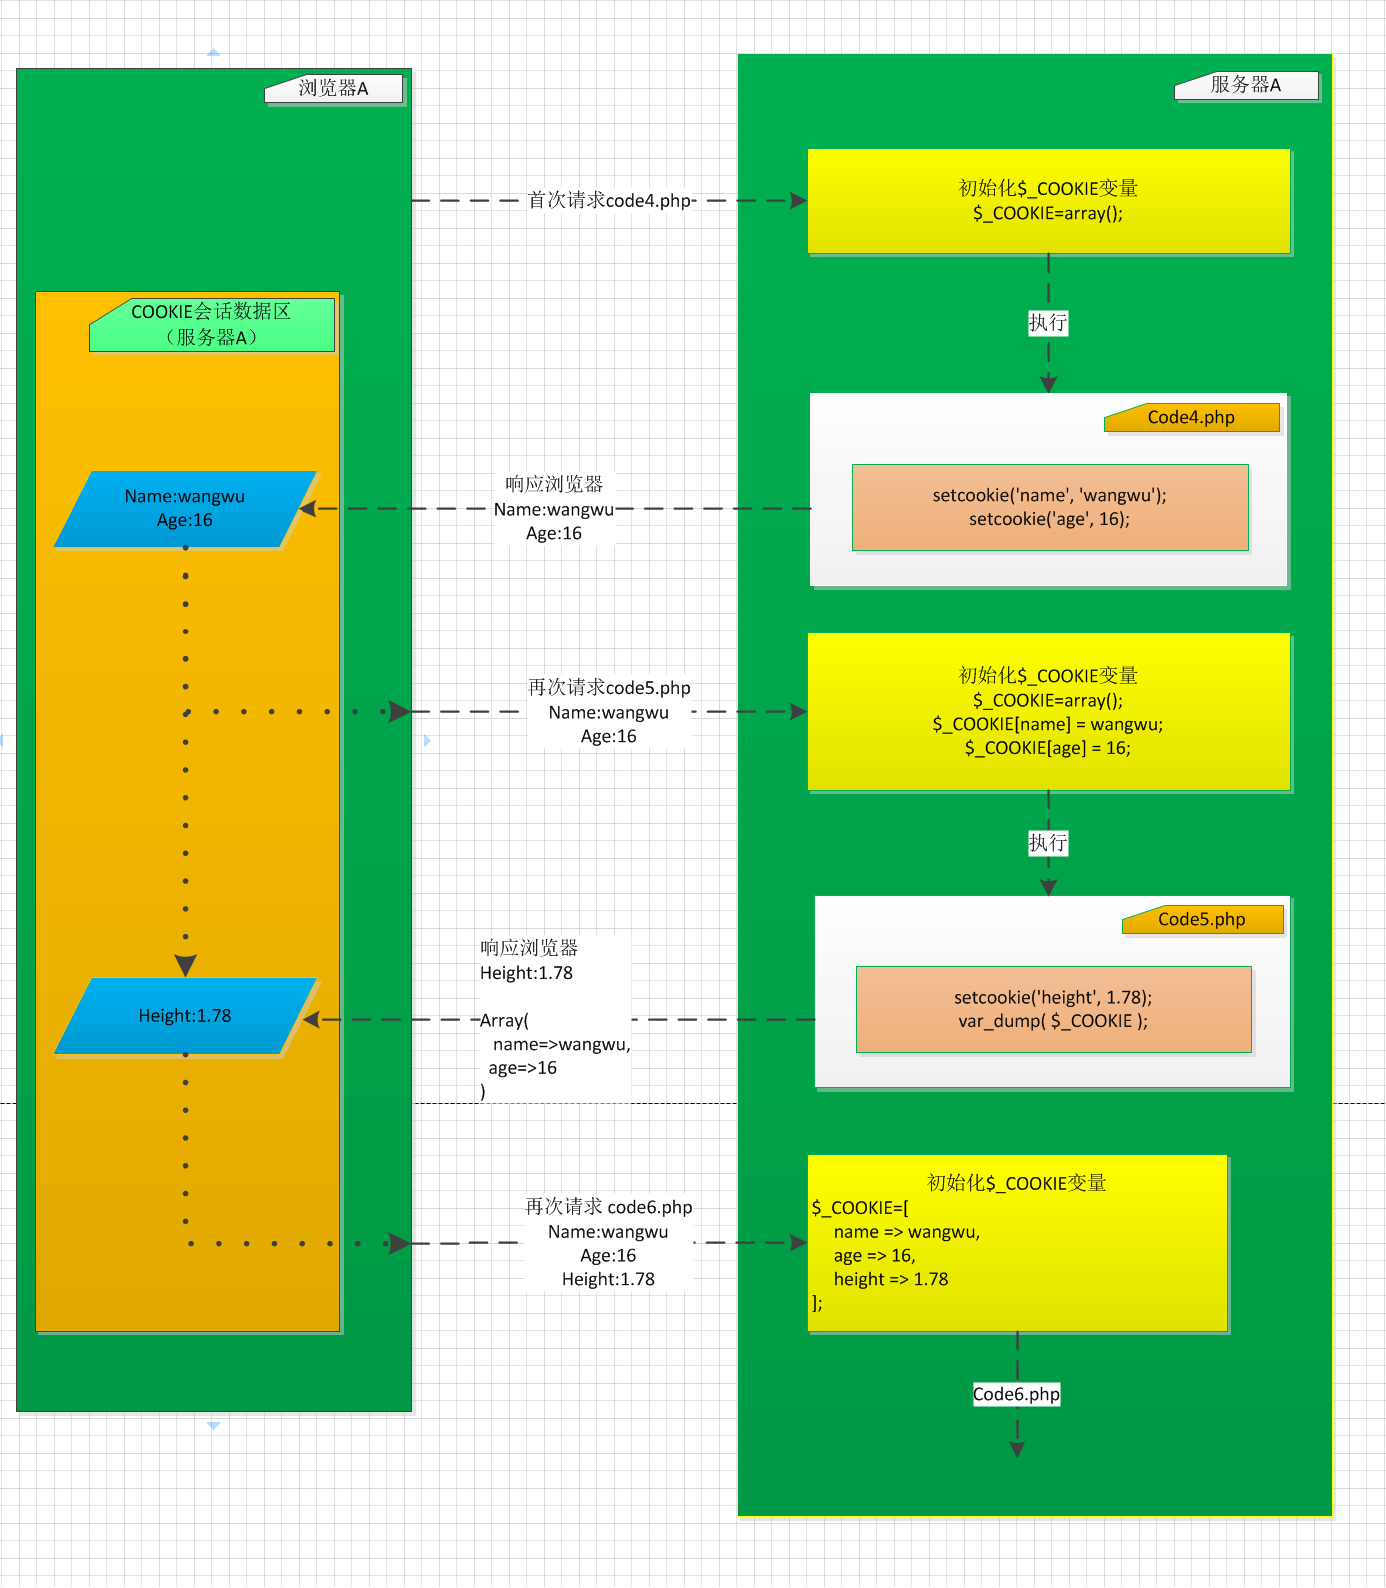 浏览器A
服务器A
初始化$_COOKIE变量
$_COOKIE=array();
首次请求code4.php
COOKIE会话数据区
（服务器A）
执行
Code4.php
setcookie('name', 'wangwu');
setcookie('age', 16);
响应浏览器
Name:wangwu
Age:16
Name:wangwu
Age:16
再次请求code5.php
Name:wangwu
Age:16
初始化$_COOKIE变量
$_COOKIE=array();
$_COOKIE[name] = wangwu;
$_COOKIE[age] = 16;
执行
Code5.php
setcookie('height', 1.78);
var_dump( $_COOKIE );
响应浏览器
Height:1.78
Array(
name=>wangwu,
age=>16
)
Height:1.78
再次请求 code6.php
Name:wangwu
Age:16
Height:1.78
初始化$_COOKIE变量
$_COOKIE=[
name => wangwu,
age => 16,
height => 1.78
];
Code6.php